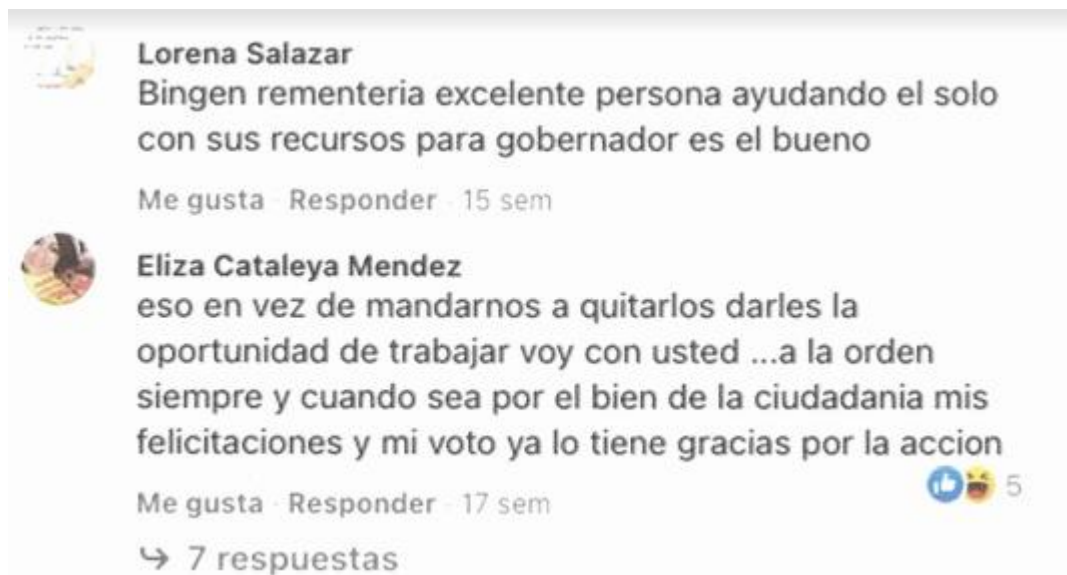 Lorena Salazar
Bingen rementeria excelente persona ayudando el solo
con sus recursos para gobernador es el bueno
Me gusta · Responder · 15 sem
Eliza Cataleya Mendez
eso en vez de mandarnos a quitarlos darles la
oportunidad de trabajar voy con usted ...a la orden
siempre y cuando sea por el bien de la ciudadania mis
felicitaciones y mi voto ya lo tiene gracias por la accion
5
Me gusta · Responder · 17 sem
7 respuestas